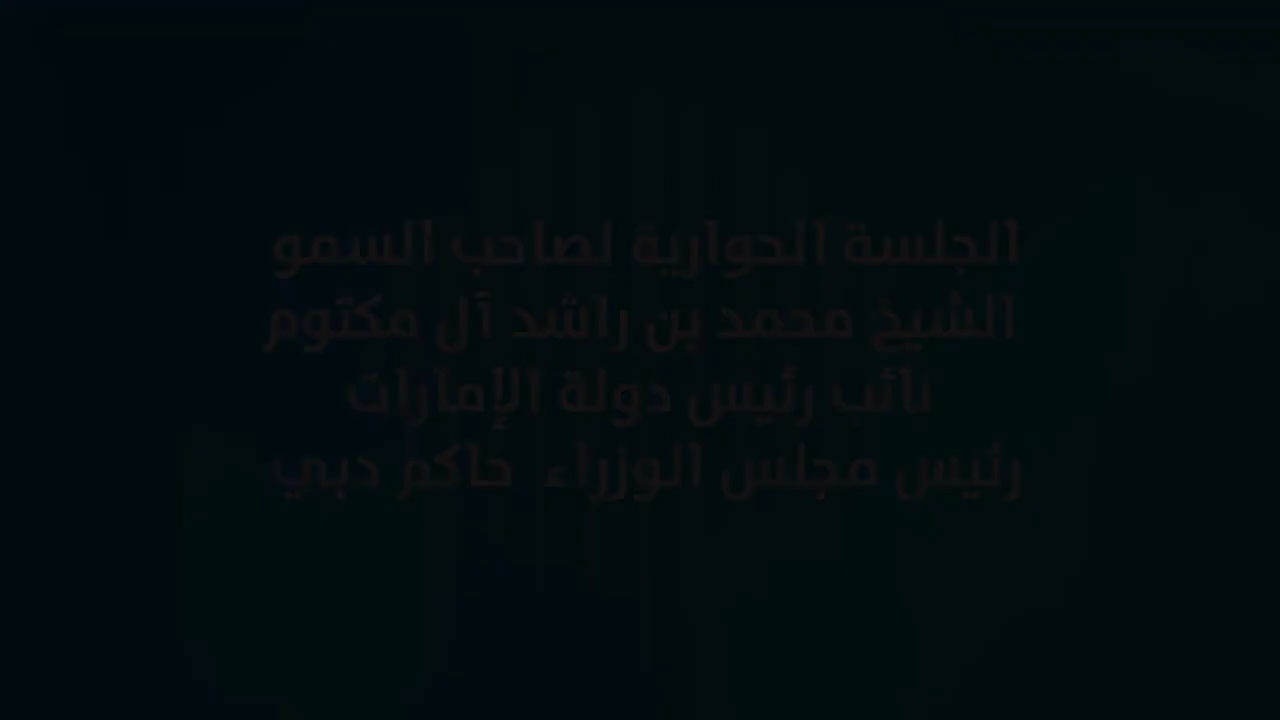 الجلسة الحوارية لصاحب السمو
الشيخ محمد بن راشد آل مكتوم
نائب رئيس دولة الإمارات
رئيس مجلس الوزراء حاكم دبي